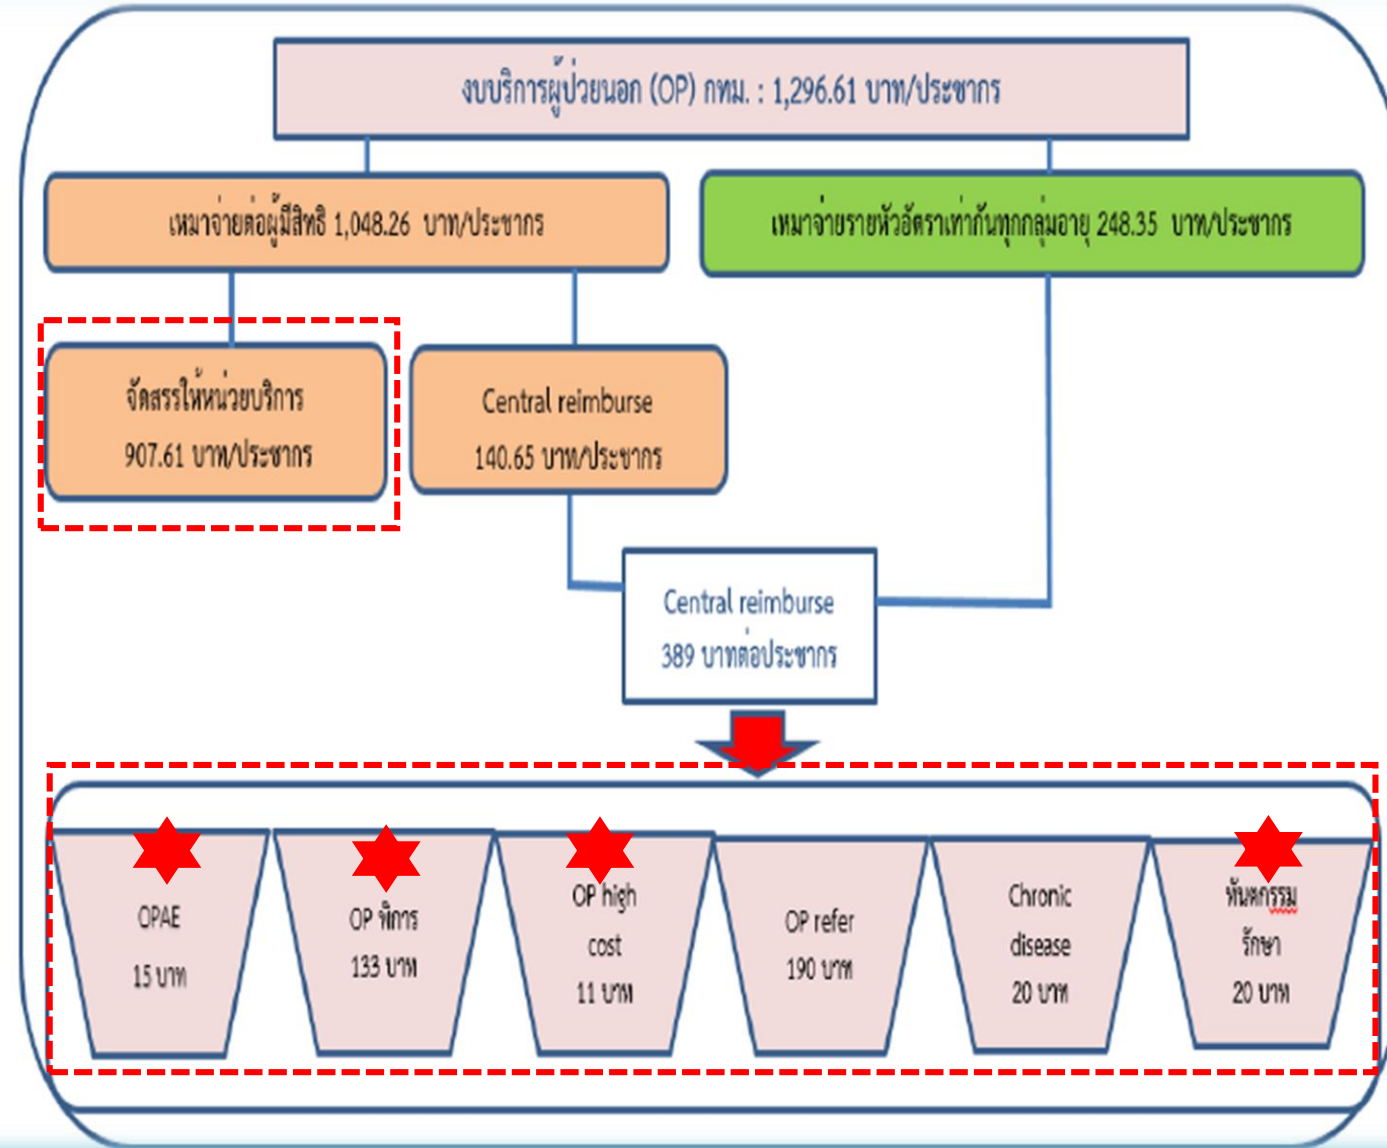 งบบริการผู้ป่วยนอก (OP) กทม. : 1,296.61 บาท/ประชากร
เหมาจ่ายต่อผู้มีสิทธิ 1,048.26 บาท/ประชากร
เหมาจ่ายรายหัวอัตราเท่ากันทุกกลุ่มอายุ 248.35 บาท/ประชากร
จัดสรรให้หน่วยบริการ
907.61 บาท/ประชากร
Central reimburse
140.65 บาท/ประชากร
Central reimburse
389 บาทต่อประชากร
OPAE
15 บาท
OP พิการ
133 บาท
OP high
cost
11 บาท
OP refer
190 บาท
Chronic
disease
20 บาท
ทันตกรรม
รักษา
20 บาท